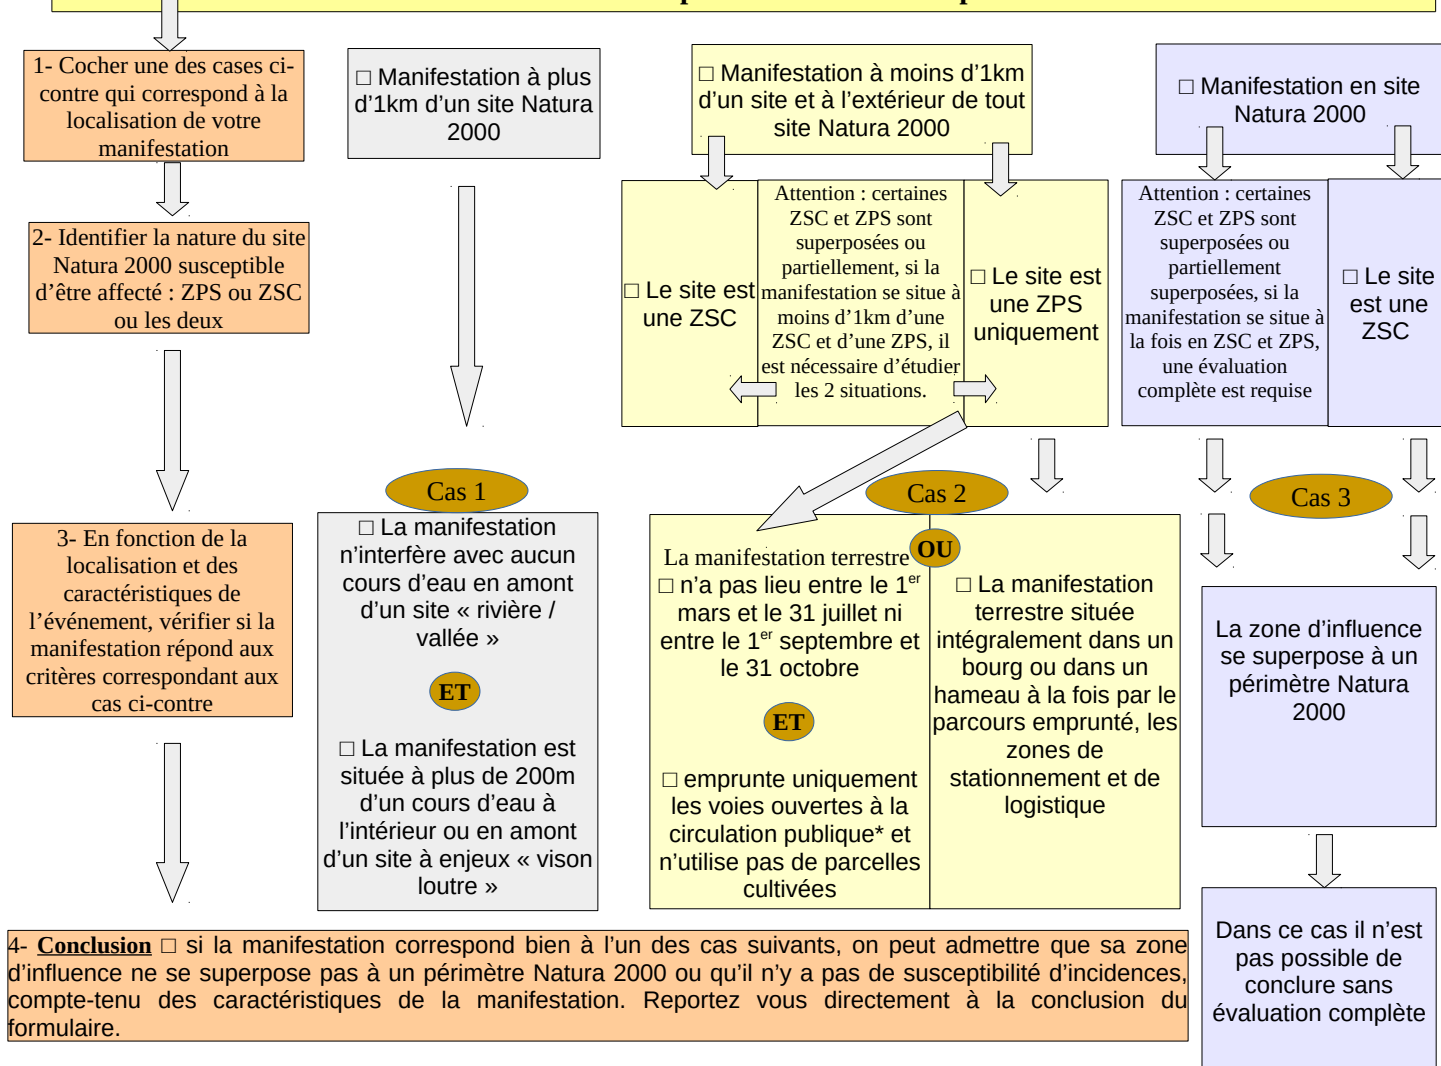 1- Cocher une des cases ci-
contre qui correspond à la
localisation de votre
manifestation
□ Manifestation à plus
d'1km d'un site Natura
2000
□ Manifestation à moins d'1km
d'un site et à l'extérieur de tout
site Natura 2000
□ Manifestation en site
Natura 2000
2- Identifier la nature du site
Natura 2000 susceptible
d'être affecté : ZPS ou ZSC
ou les deux
□ Le site est
une ZSC
Attention : certaines
ZSC et ZPS sont
superposées ou
partiellement, si la
manifestation se situe à
moins d'1km d'une
ZSC et d'une ZPS, il
est nécessaire d'étudier
les 2 situations.
□ Le site est
une ZPS
uniquement
Attention : certaines
ZSC et ZPS sont
superposées ou
partiellement
superposées, si la
manifestation se situe à
la fois en ZSC et ZPS,
une évaluation
complète est requise
□ Le site
est une
ZSC
3- En fonction de la
localisation et des
caractéristiques de
l'événement, vérifier si la
manifestation répond aux
critères correspondant aux
cas ci-contre
Cas 1
□ La manifestation
n'interfère avec aucun
cours d'eau en amont
d'un site « rivière /
vallée »
ET
□ La manifestation est
située à plus de 200m
d'un cours d'eau à
l'intérieur ou en amont
d'un site à enjeux « vison
loutre »
Cas 2
La manifestation terrestre
□ n'a pas lieu entre le 1er
mars et le 31 juillet ni
entre le 1er septembre et
le 31 octobre
ET
□ emprunte uniquement
les voies ouvertes à la
circulation publique* et
n'utilise pas de parcelles
cultivées
OU
□ La manifestation
terrestre située
intégralement dans un
bourg ou dans un
hameau à la fois par le
parcours emprunté, les
zones de
stationnement et de
logistique
Cas 3
La zone d'influence
se superpose à un
périmètre Natura
2000
Dans ce cas il n'est
pas possible de
conclure sans
évaluation complète
4- Conclusion □ si la manifestation correspond bien à l'un des cas suivants, on peut admettre que sa zone
d'influence ne se superpose pas à un périmètre Natura 2000 ou qu'il n'y a pas de susceptibilité d'incidences,
compte-tenu des caractéristiques de la manifestation. Reportez vous directement à la conclusion du
formulaire.